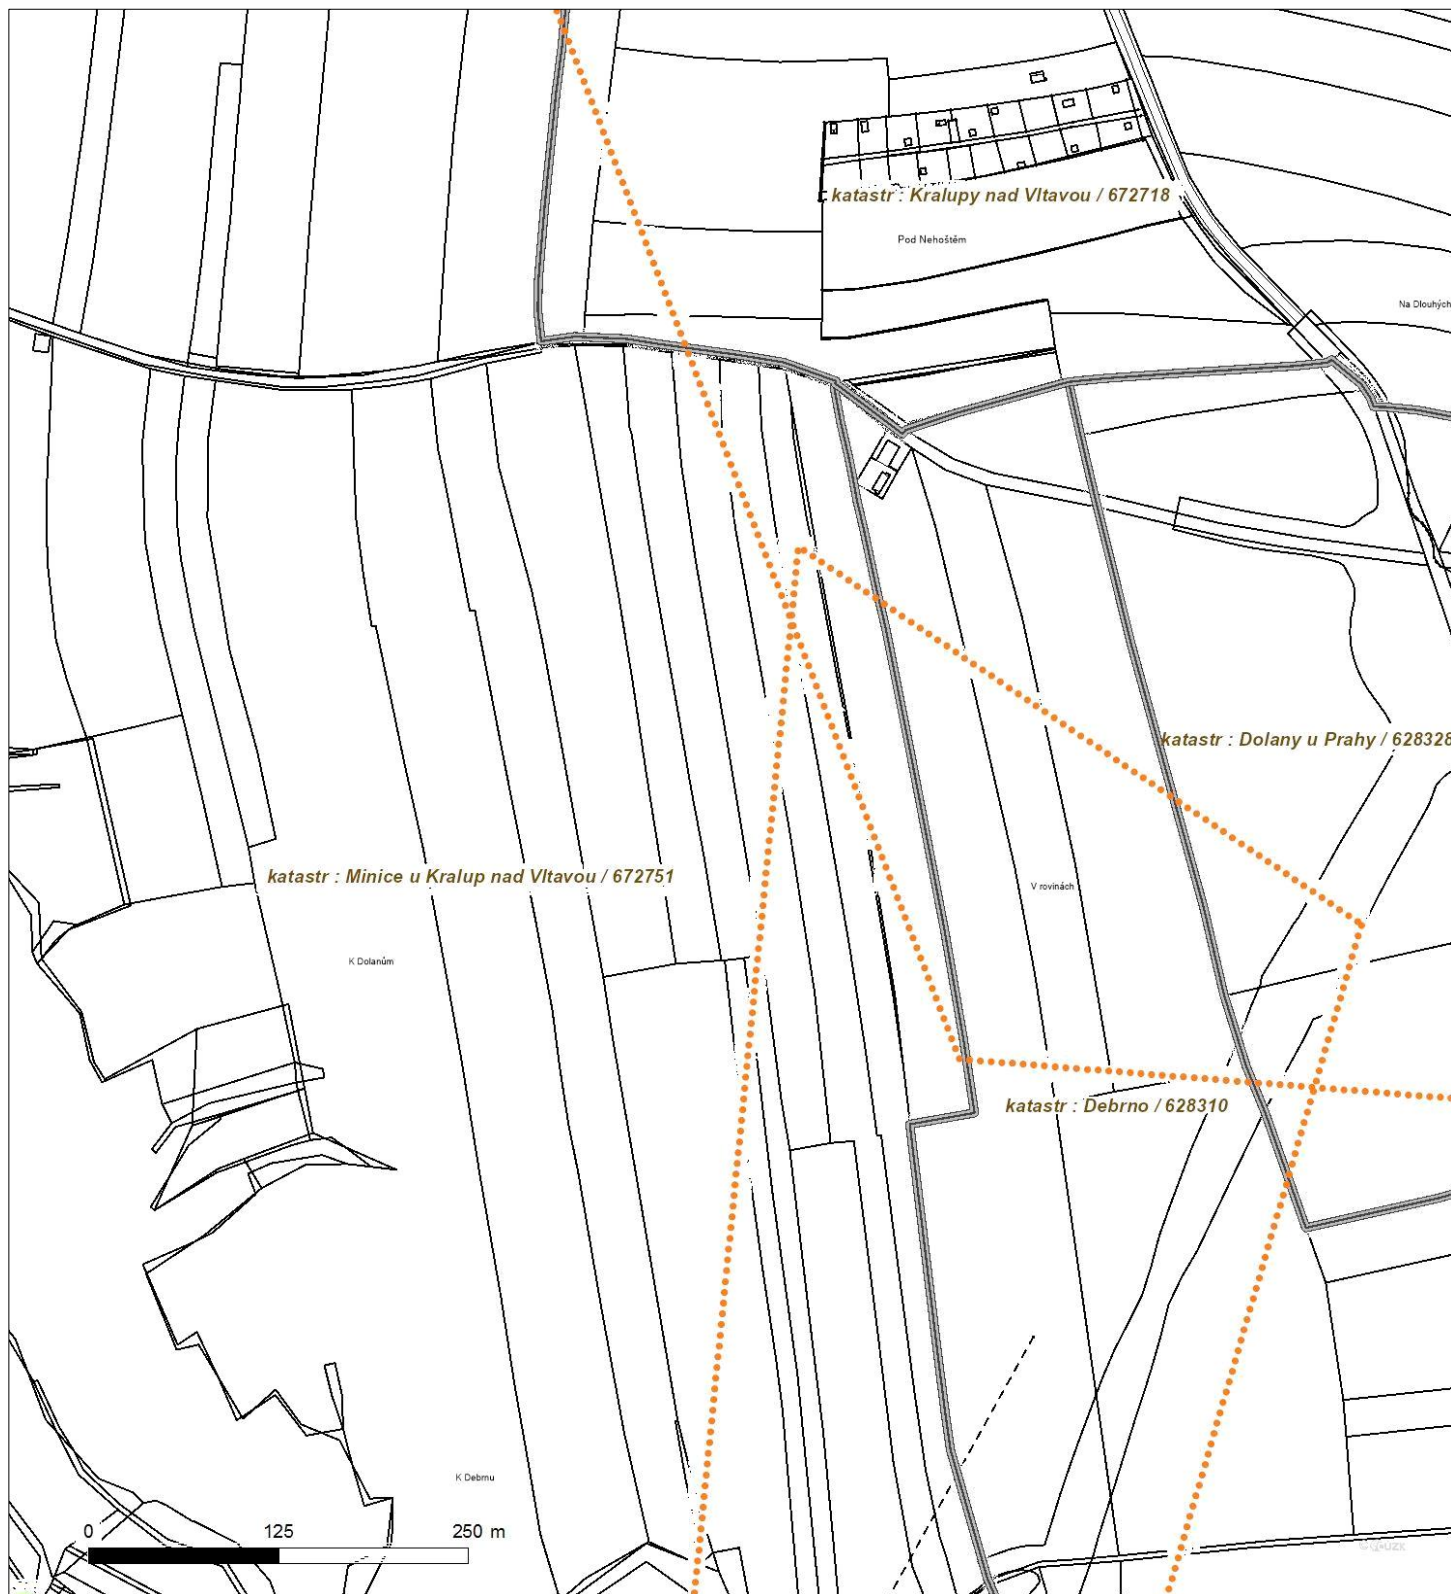 katastr : Kralupy nad Vltavou / 672718
Pod Nehoštěm
Na Dlouhých
katastr : Dolany u Prahy / 628328
katastr : Minice u Kralup nad Vltavou / 672751
V rovinách
K Dolanům
katastr : Debrno / 628310
K Debrnu
0 125 250 m